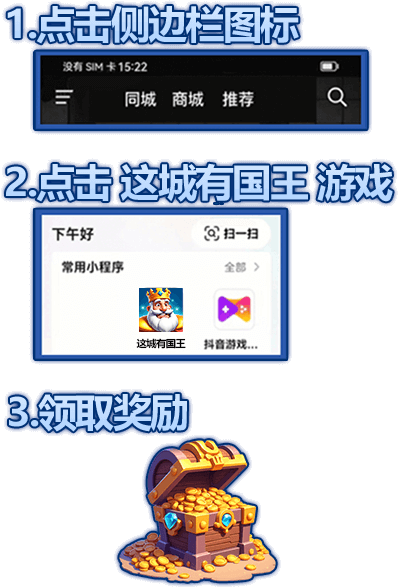 1.点击侧边栏图标
没有 SIM 卡 15:22
同城 商城 推荐
2.点击 这城有国王 游戏
下午好 扫一扫
常用小程序 全部
这城有国王 抖音游戏...
3.领取奖励